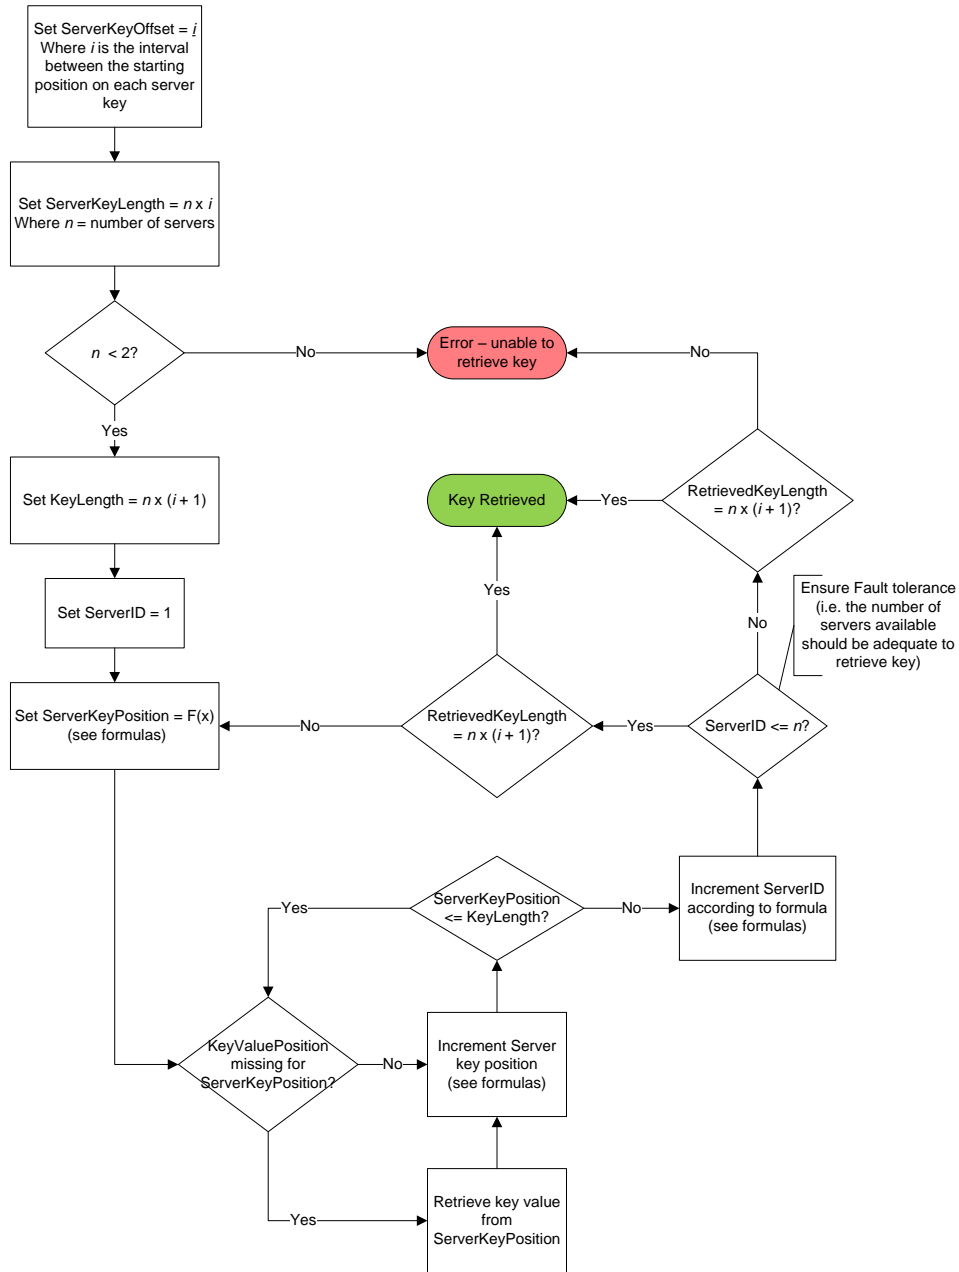 Set ServerKeyOffset = i
Where i is the interval
between the starting
position on each server
key
Set ServerKeyLength = n x i
Where n = number of servers
n < 2?
No
Error – unable to
retrieve key
No
Yes
Set KeyLength = n x (i + 1)
Key Retrieved
Yes
RetrievedKeyLength
= n x (i + 1)?
Set ServerID = 1
Yes
No
Ensure Fault tolerance
(i.e. the number of
servers available
should be adequate to
retrieve key)
Set ServerKeyPosition = F(x)
(see formulas)
No
RetrievedKeyLength
= n x (i + 1)?
Yes
ServerID <= n?
Yes
ServerKeyPosition
<= KeyLength?
No
Increment ServerID
according to formula
(see formulas)
KeyValuePosition
missing for
ServerKeyPosition?
No
Increment Server
key position
(see formulas)
Yes
Retrieve key value
from
ServerKeyPosition